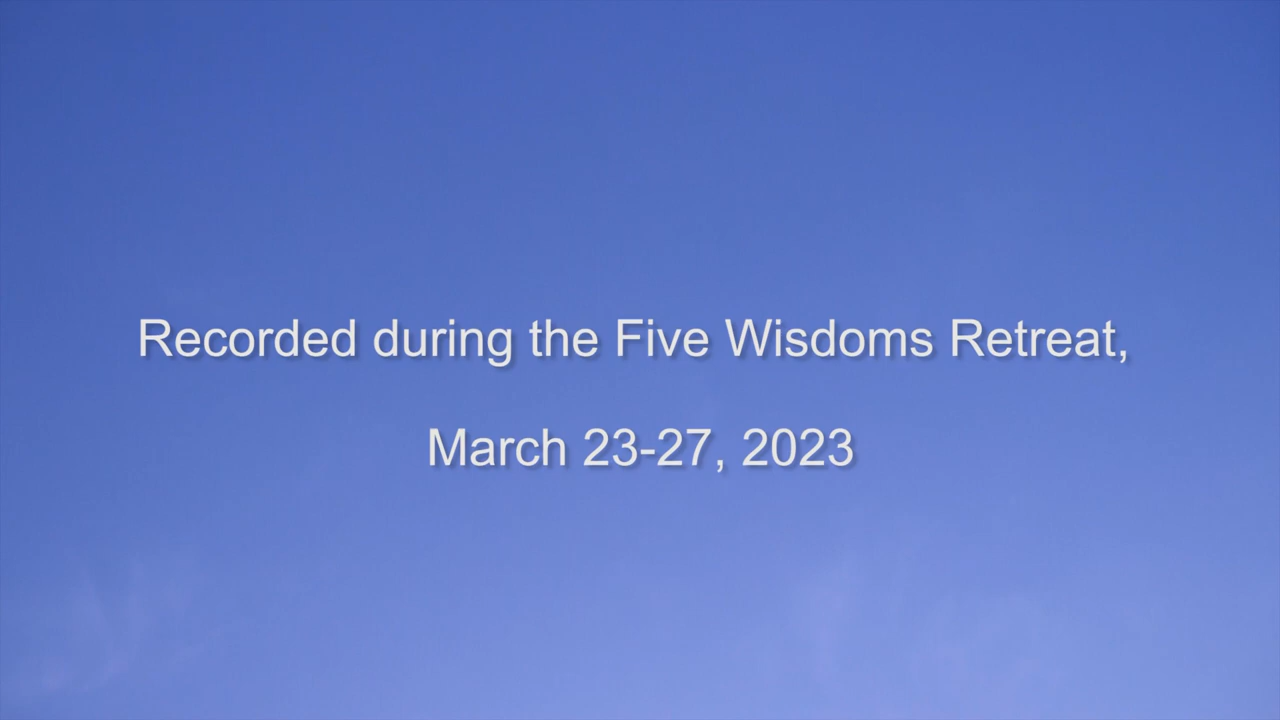 Recorded during the Five Wisdoms Retreat,
March 23-27, 2023